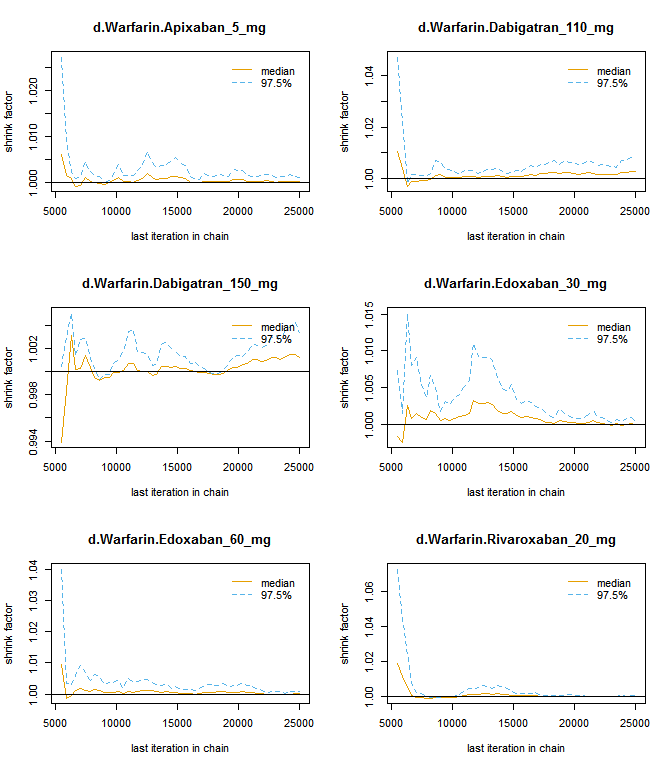 d.Warfarin.Apixaban_5_mg
shrink factor
1.000 1.010 1.020
median
97.5%
5000 10000 15000 20000 25000
last iteration in chain
d.Warfarin.Dabigatran_110_mg
shrink factor
1.00 1.02 1.04
median
97.5%
5000 10000 15000 20000 25000
last iteration in chain
d.Warfarin.Dabigatran_150_mg
shrink factor
0.994 0.998 1.002
median
97.5%
5000 10000 15000 20000 25000
last iteration in chain
d.Warfarin.Edoxaban_30_mg
shrink factor
1.000 1.005 1.010 1.015
median
97.5%
5000 10000 15000 20000 25000
last iteration in chain
d.Warfarin.Edoxaban_60_mg
shrink factor
1.00 1.01 1.02 1.03 1.04
median
97.5%
5000 10000 15000 20000 25000
last iteration in chain
d.Warfarin.Rivaroxaban_20_mg
shrink factor
1.00 1.02 1.04 1.06
median
97.5%
5000 10000 15000 20000 25000
last iteration in chain